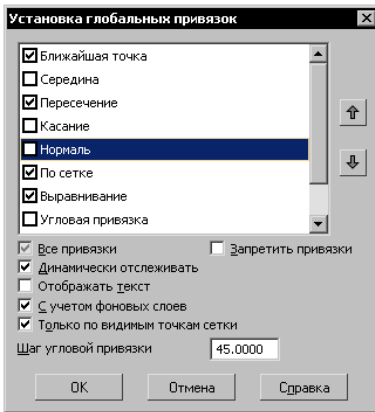 Установка глобальных привязок
Ближайшая точка
Середина
Пересечение
Касание
Нормаль
По сетке
Выравнивание
Угловая привязка
Все привязки Запретить привязки
Динамически отслеживать
Отображать текст
С учетом фоновых слоев
Только по видимым точкам сетки
Шаг угловой привязки 45.0000
OK Отмена Справка